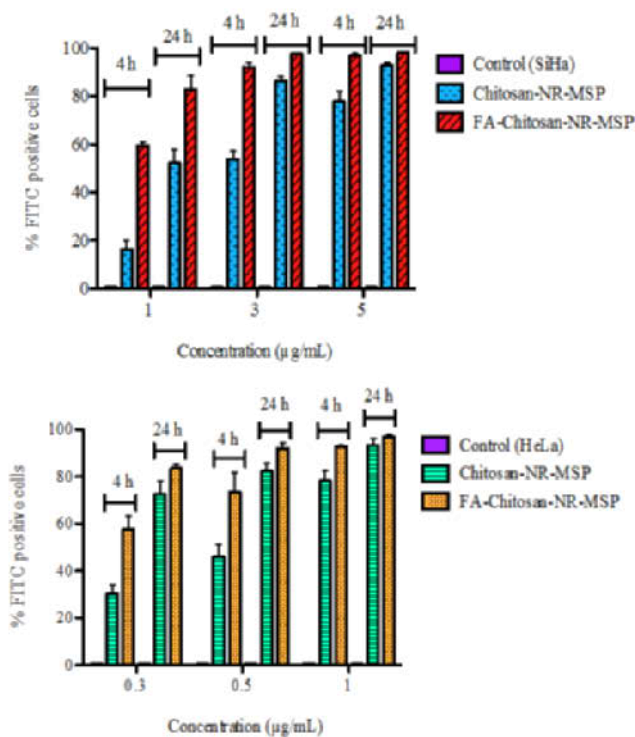 4 h
24 h
4 h
24 h
4 h
24 h
100
80
60
40
20
0
% FITC positive cells
1
3
5
Concentration (µg/mL)
Control (SiHa)
Chitosan-NR-MSP
FA-Chitosan-NR-MSP
4 h
24 h
4 h
24 h
4 h
24 h
100
80
60
40
20
0
% FITC positive cells
0.3
0.5
1
Concentration (µg/mL)
Control (HeLa)
Chitosan-NR-MSP
FA-Chitosan-NR-MSP